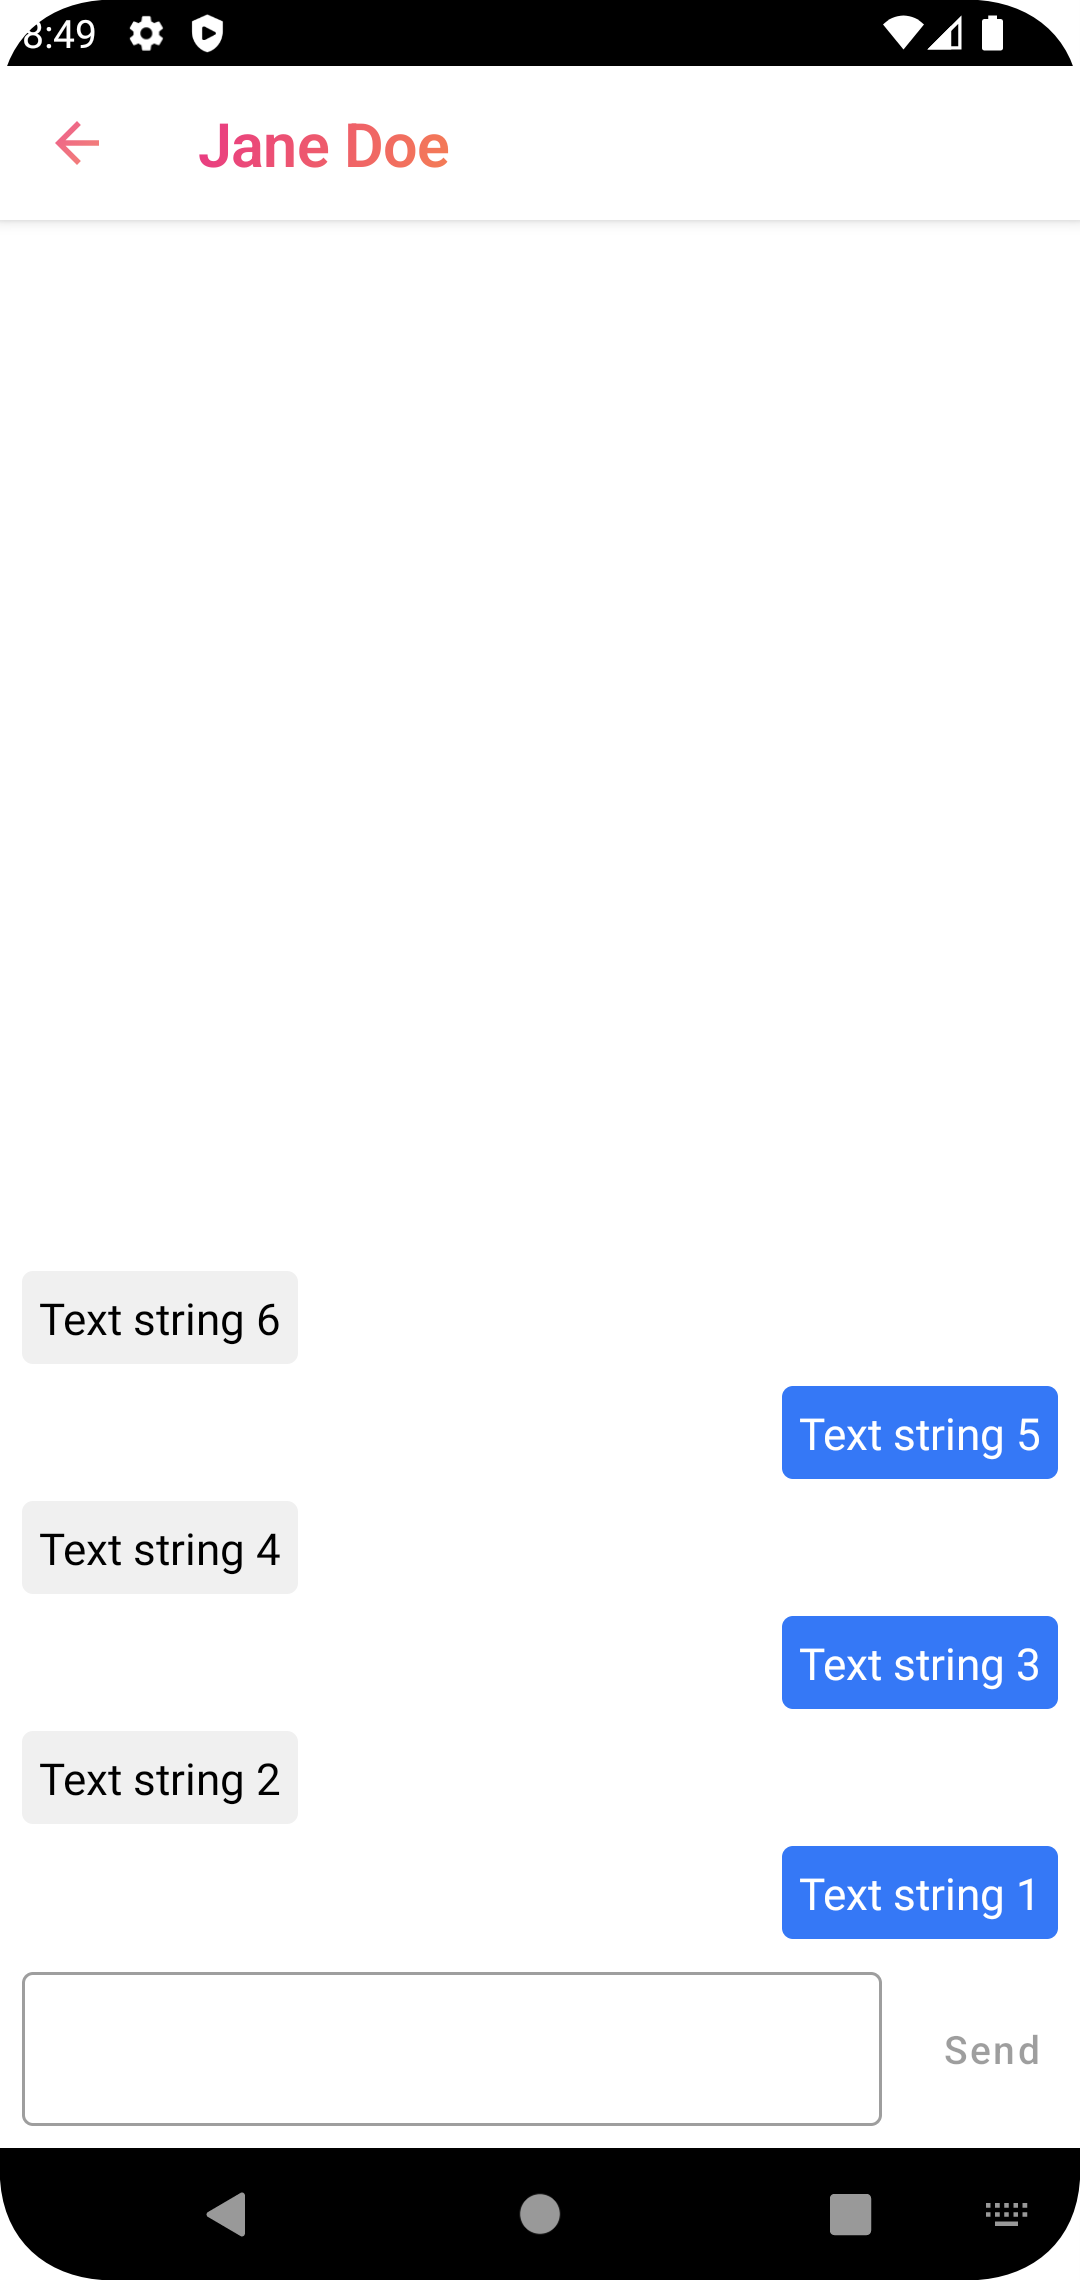 8:49
Jane Doe
Text string 6
Text string 5
Text string 4
Text string 3
Text string 2
Text string 1
Send